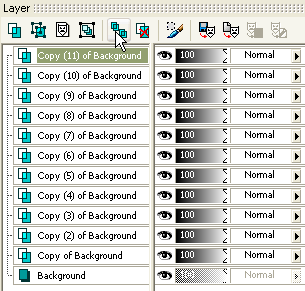 Layer
Copy (11) of Background 100 Normal
Copy (10) of Background 100 Normal
Copy (9) of Background 100 Normal
Copy (8) of Background 100 Normal
Copy (7) of Background 100 Normal
Copy (6) of Background 100 Normal
Copy (5) of Background 100 Normal
Copy (4) of Background 100 Normal
Copy (3) of Background 100 Normal
Copy (2) of Background 100 Normal
Copy of Background 100 Normal
Background 100 Normal